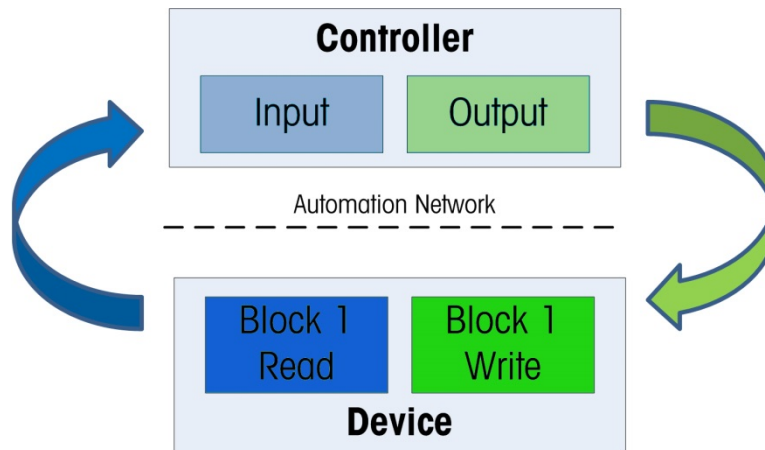 Controller
Input
Output
Automation Network
Block 1
Read
Block 1
Write
Device